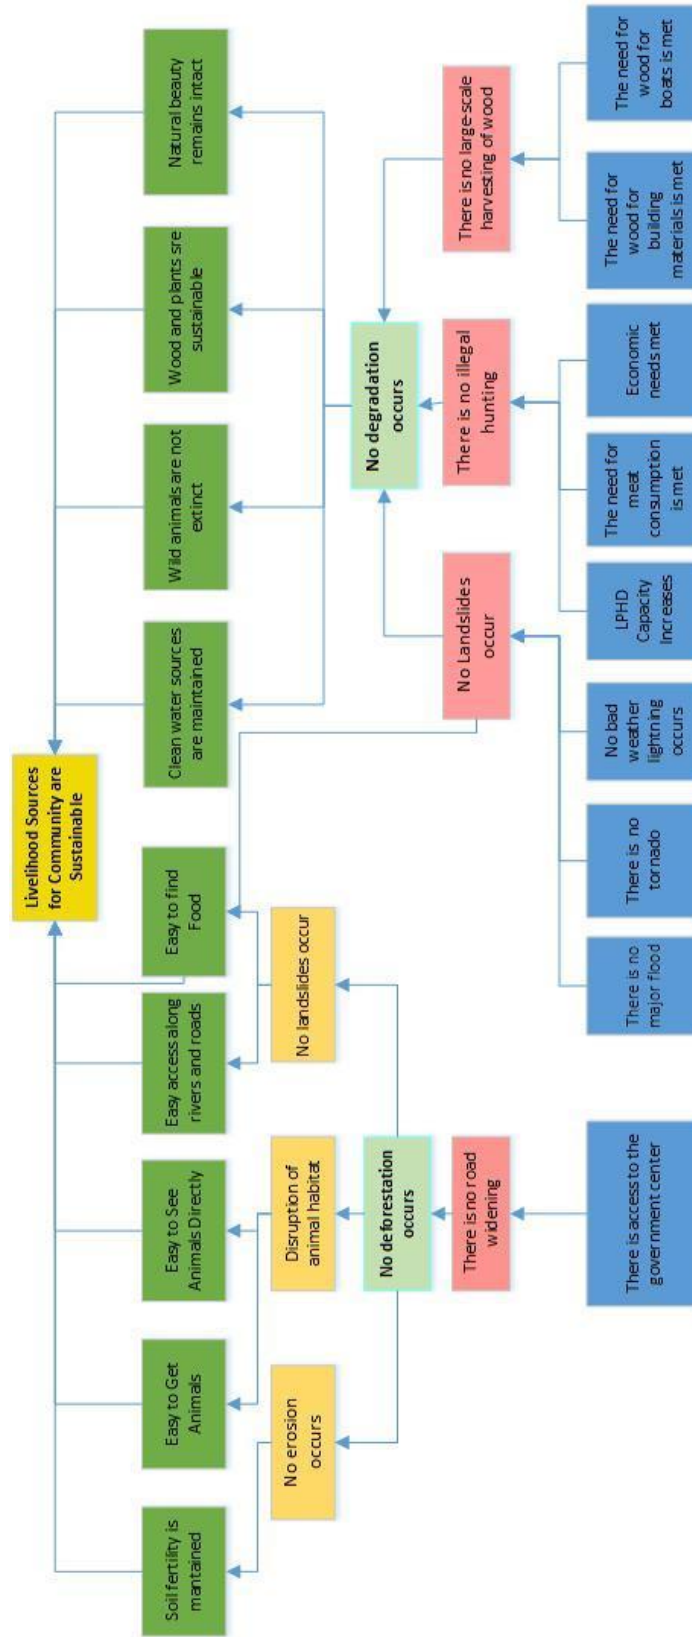 Livelihood Sources
for Community are
Sustainable
Soil fertility is
mantained
Easy to Get
Animals
Easy to See
Animals Directly
Easy access along
rivers and roads
Easy to find
Food
Clean water sources
are maintained
Wild animals are not
extinct
Wood and plants sre
sustainable
Natural beauty
remains intact
No erosion
occurs
Disruption of
animal habitat
No landslides occur
No deforestation
occurs
No degradation
occurs
There is no road
widening
No Landslides
occur
There is no illegal
hunting
There is no large-scale
harvesting of wood
There is access to the
government center
There is no
major flood
There is no
tornado
No bad
weather
lightning
occurs
LPHD
Capacity
Increases
The need for
meat
consumption
is met
Economic
needs met
The need for
wood for
building
materials is met
The need for
wood for
boats is met